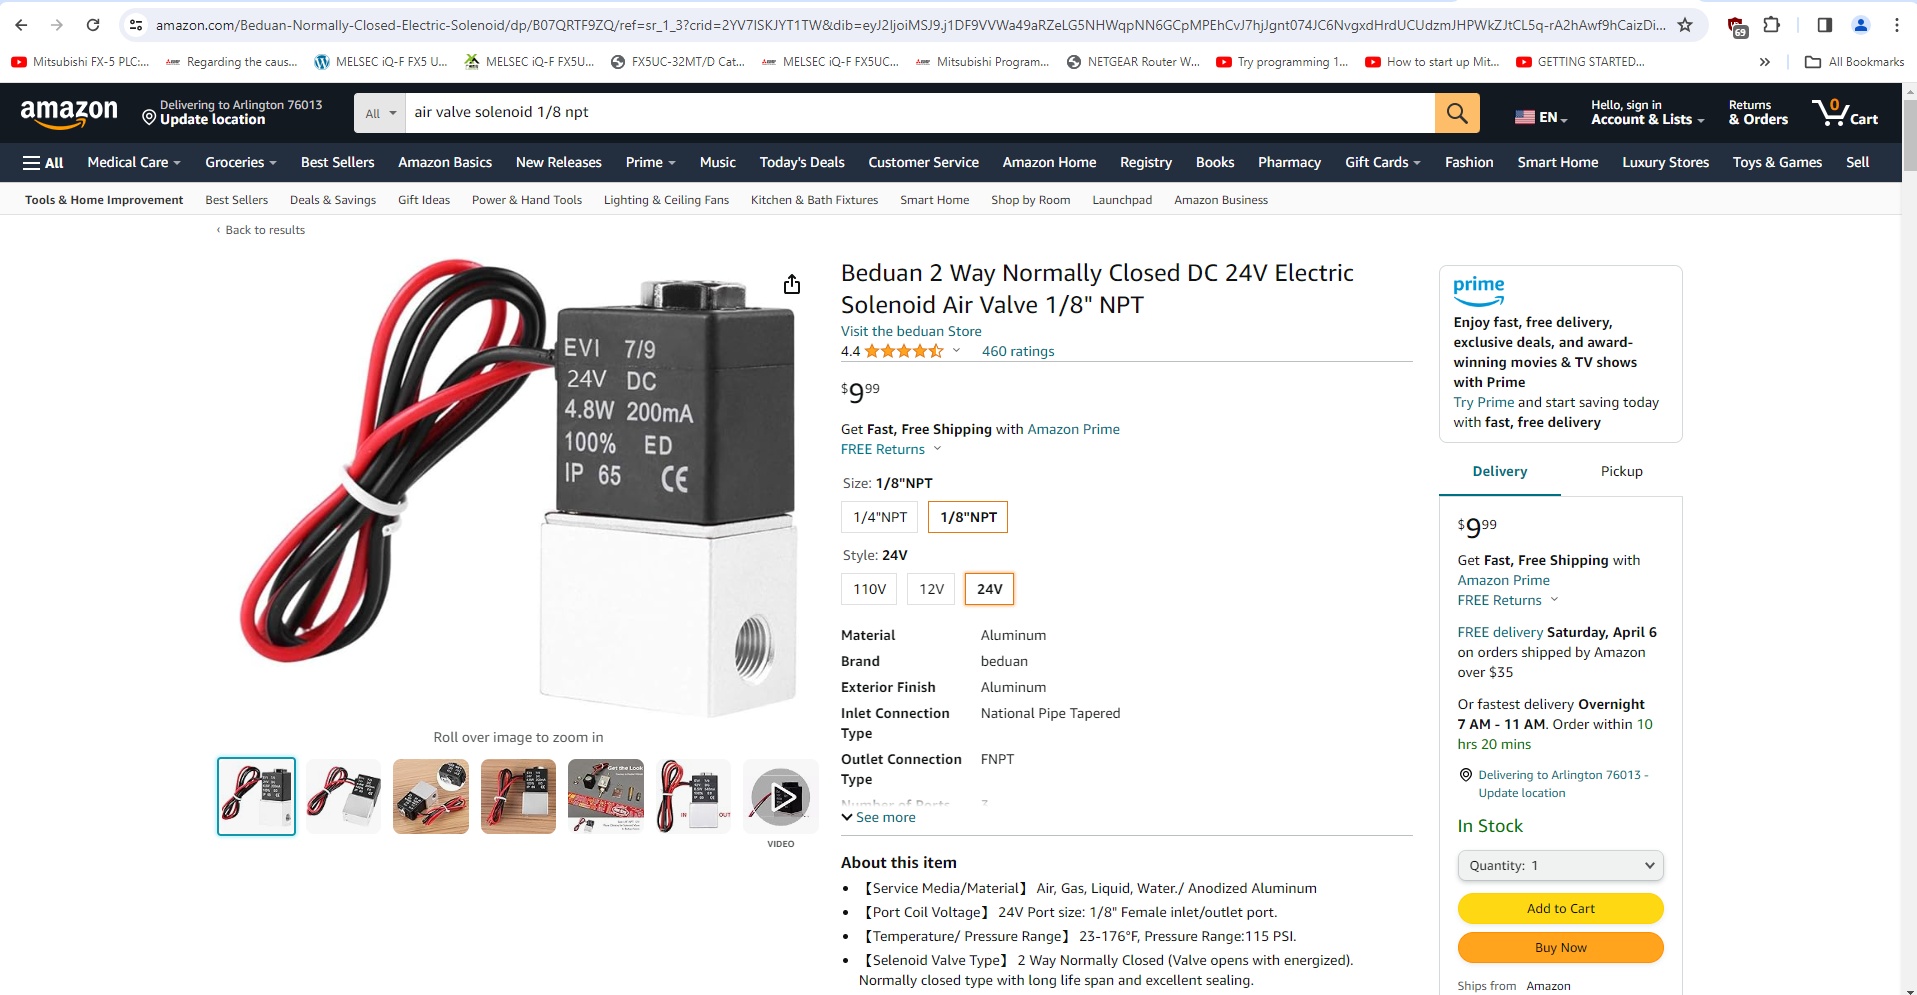 amazon.com/Beduan-Normally-Closed-Electric-Solenoid/dp/B07QRTF9ZQ/ref=sr_1_3?crid=2YV7ISKJYT1TW&dib=eyJ2IjoiMSJ9.j1DF9VVWa49aRZeLG5NHWqpNN6GCpMPEhCvJ7hjJgnt074JC6NvgxdHrdUCUdzmJHPWkZJtCL5q-rA2hAwf9hCaizDi...
69
Mitsubishi FX-5 PLC:...
Regarding the caus...
MELSEC iQ-F FX5 U...
MELSEC iQ-F FX5U...
FX5UC-32MT/D Cat...
MELSEC iQ-F FX5UC...
Mitsubishi Program...
NETGEAR Router W...
Try programming 1...
How to start up Mit...
GETTING STARTED...
All Bookmarks
amazon
Delivering to Arlington 76013
Update location
All
air valve solenoid 1/8 npt
EN
Hello, sign in
Account & Lists
Returns
& Orders
0
Cart
All
Medical Care
Groceries
Best Sellers
Amazon Basics
New Releases
Prime
Music
Today's Deals
Customer Service
Amazon Home
Registry
Books
Pharmacy
Gift Cards
Fashion
Smart Home
Luxury Stores
Toys & Games
Sell
Tools & Home Improvement
Best Sellers
Deals & Savings
Gift Ideas
Power & Hand Tools
Lighting & Ceiling Fans
Kitchen & Bath Fixtures
Smart Home
Shop by Room
Launchpad
Amazon Business
‹ Back to results
EVI 7/9
24V DC
4.8W 200mA
100% ED
IP 65 CE
Roll over image to zoom in
Get the Look
IN
OUT
VIDEO
Beduan 2 Way Normally Closed DC 24V Electric
Solenoid Air Valve 1/8" NPT
Visit the beduan Store
4.4
460 ratings
$9.99
Get Fast, Free Shipping with Amazon Prime
FREE Returns
Size: 1/8"NPT
1/4"NPT
1/8"NPT
Style: 24V
110V
12V
24V
Material Aluminum
Brand beduan
Exterior Finish Aluminum
Inlet Connection National Pipe Tapered
Type
Outlet Connection FNPT
Type
Number of Ports 3
See more
About this item
• 【Service Media/Material】 Air, Gas, Liquid, Water./ Anodized Aluminum
• 【Port Coil Voltage】 24V Port size: 1/8" Female inlet/outlet port.
• 【Temperature/ Pressure Range】 23-176°F, Pressure Range:115 PSI.
• 【Selenoid Valve Type】 2 Way Normally Closed (Valve opens with energized).
Normally closed type with long life span and excellent sealing.
prime
Enjoy fast, free delivery,
exclusive deals, and award-
winning movies & TV shows
with Prime
Try Prime and start saving today
with fast, free delivery
Delivery
Pickup
$9.99
Get Fast, Free Shipping with
Amazon Prime
FREE Returns
FREE delivery Saturday, April 6
on orders shipped by Amazon
over $35
Or fastest delivery Overnight
7 AM - 11 AM. Order within 10
hrs 20 mins
Delivering to Arlington 76013 -
Update location
In Stock
Quantity: 1
Add to Cart
Buy Now
Ships from Amazon